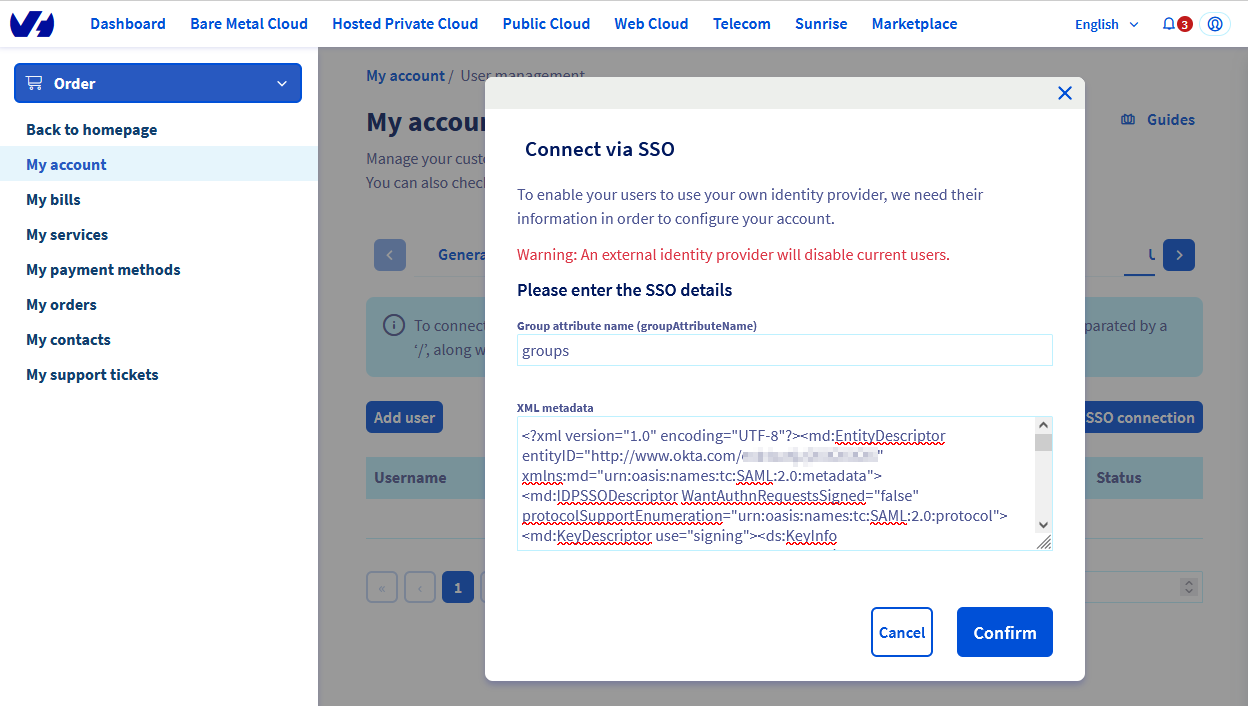 Dashboard Bare Metal Cloud Hosted Private Cloud Public Cloud Web Cloud Telecom Sunrise Marketplace English 3
Order
Back to homepage
My account
My bills
My services
My payment methods
My orders
My contacts
My support tickets
My account / User management
My accou
Guides
Manage your cust
You can also chec
Genera
To connect
parated by a
‘/’, along w
Add user
SSO connection
Username
Status
« ‹ 1
Connect via SSO
To enable your users to use your own identity provider, we need their
information in order to configure your account.
Warning: An external identity provider will disable current users.
Please enter the SSO details
Group attribute name (groupAttributeName)
groups
XML metadata
<?xml version="1.0" encoding="UTF-8"?><md:EntityDescriptor
entityID="http://www.okta.com/ "
xmlns:md="urn:oasis:names:tc:SAML:2.0:metadata">
<md:IDPSSODescriptor WantAuthnRequestsSigned="false"
protocolSupportEnumeration="urn:oasis:names:tc:SAML:2.0:protocol">
<md:KeyDescriptor use="signing"><ds:KeyInfo
Cancel
Confirm